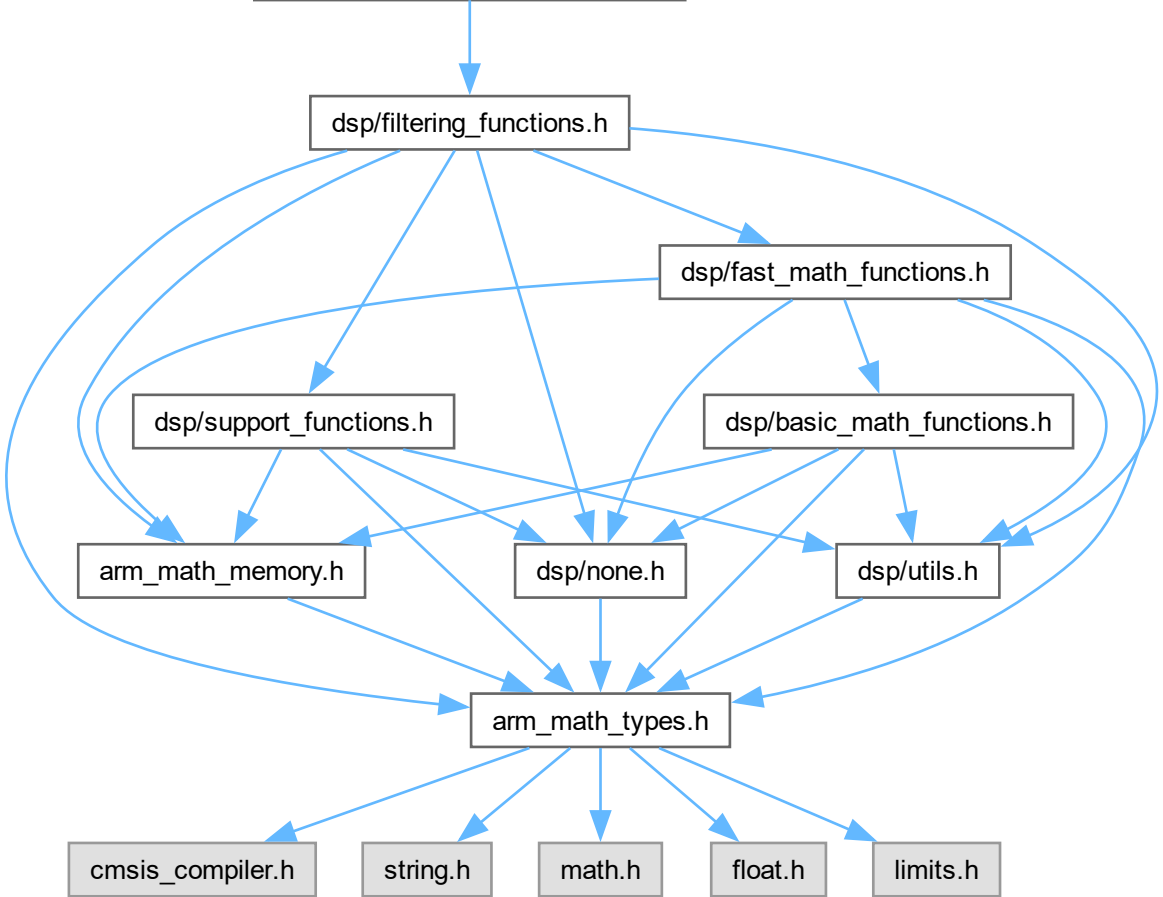 dsp/filtering_functions.h
dsp/fast_math_functions.h
dsp/support_functions.h
dsp/basic_math_functions.h
arm_math_memory.h
dsp/none.h
dsp/utils.h
arm_math_types.h
cmsis_compiler.h
string.h
math.h
float.h
limits.h